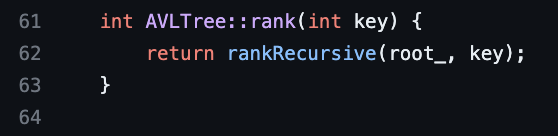 61 int AVLTree::rank(int key) {
62 return rankRecursive(root_, key);
63 }
64